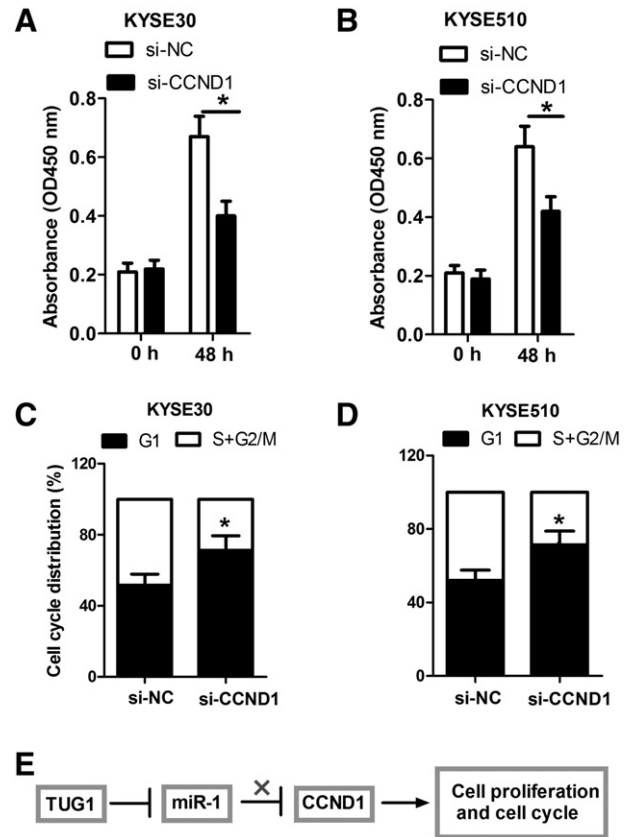 A
KYSE30
si-NC
si-CCND1
Absorbance (OD450 nm)
0.8
0.6
0.4
0.2
0.0
*
0 h
48 h
B
KYSE510
si-NC
si-CCND1
Absorbance (OD450 nm)
0.8
0.6
0.4
0.2
0.0
*
0 h
48 h
C
KYSE30
G1
S+G2/M
Cell cycle distribution (%)
120
80
40
0
*
si-NC
si-CCND1
D
KYSE510
G1
S+G2/M
120
80
40
0
*
si-NC
si-CCND1
E
TUG1
miR-1
×
CCND1
Cell proliferation
and cell cycle